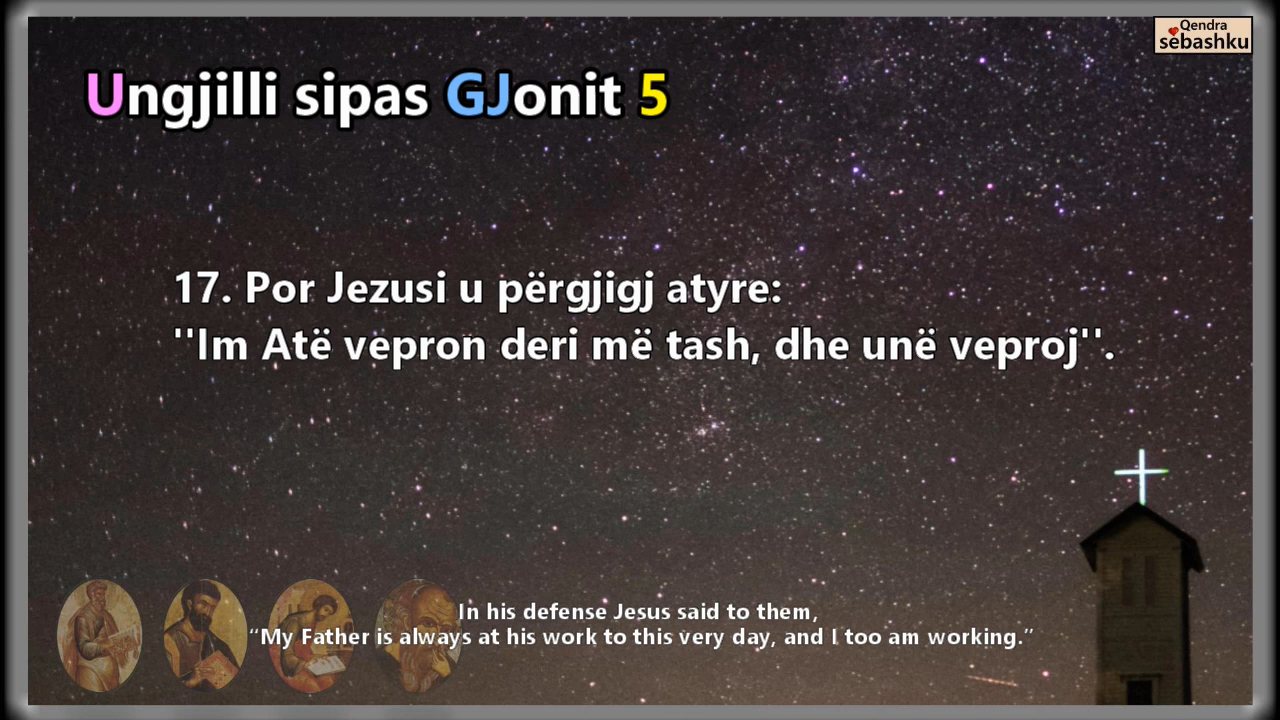 Qendra
sebashku
Ungjilli sipas GJonit 5
17. Por Jezusi u përgjigj atyre:
''Im Atë vepron deri më tash, dhe unë veproj''.
In his defense Jesus said to them,
“My Father is always at his work to this very day, and I too am working.”